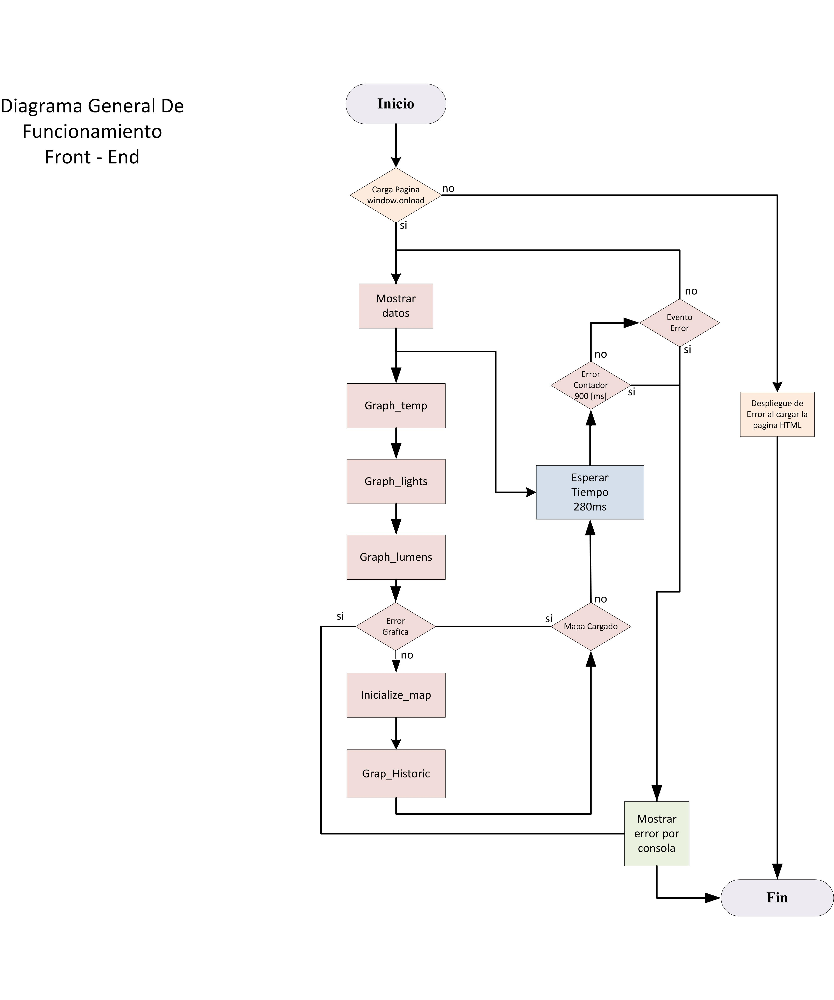 Diagrama General De
Funcionamiento
Front - End
Inicio
Carga Pagina
window.onload
no
si
Mostrar
datos
no
Evento
Error
si
no
Error
Contador
900 [ms]
si
Graph_temp
Despliegue de
Error al cargar la
pagina HTML
Graph_lights
Esperar
Tiempo
280ms
Graph_lumens
si
Error
Grafica
no
no
si
Mapa Cargado
Inicialize_map
Grap_Historic
Mostrar
error por
consola
Fin